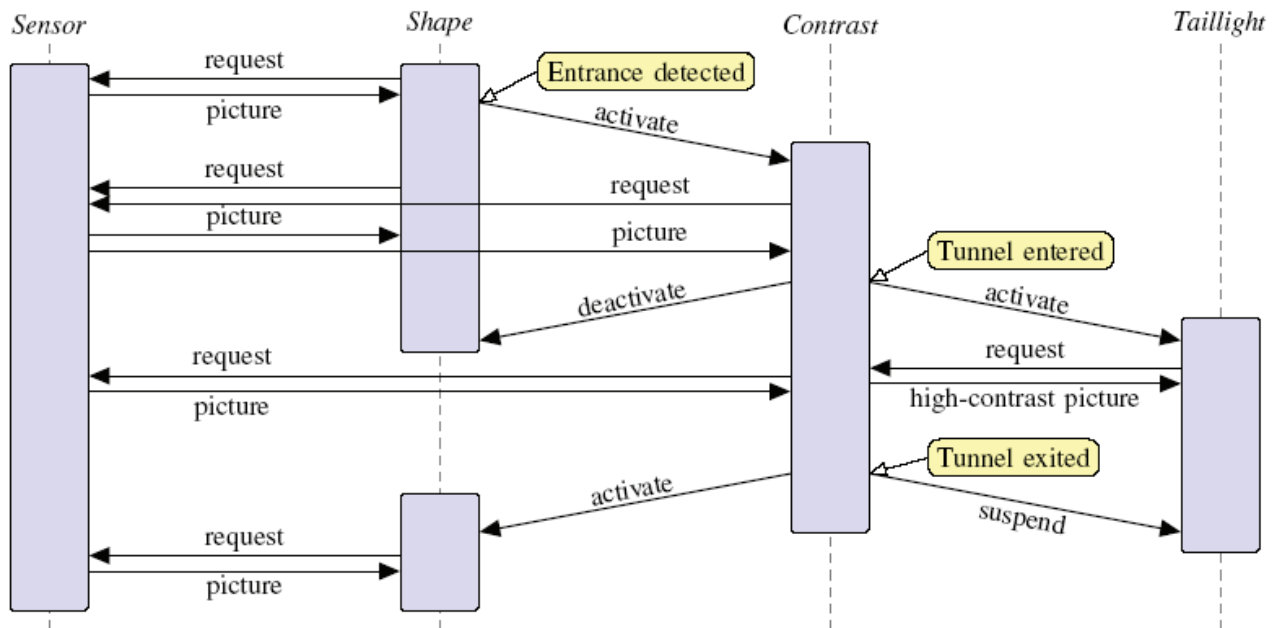 Sensor
Shape
Contrast
Taillight
request
Entrance detected
picture
activate
request
request
picture
picture
Tunnel entered
deactivate
activate
request
request
picture
high-contrast picture
Tunnel exited
activate
suspend
request
picture